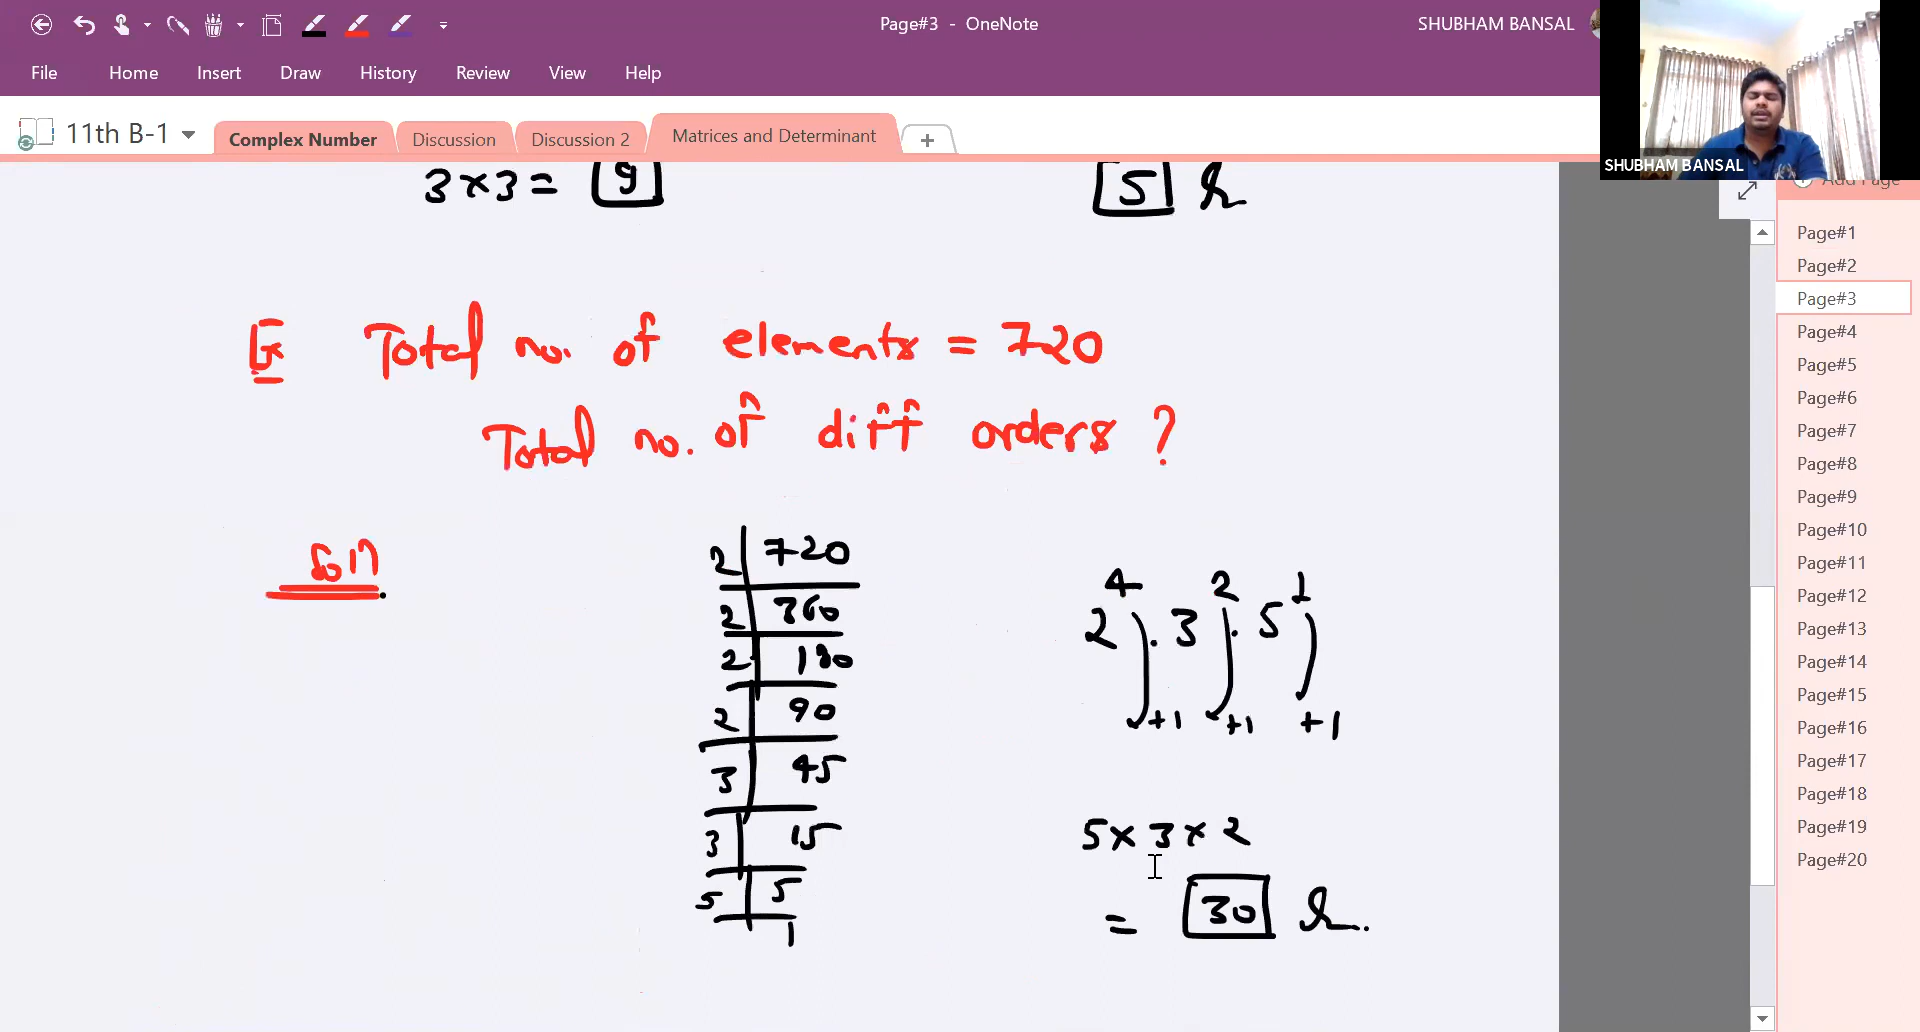 Page#3 - OneNote
SHUBHAM BANSAL
File Home Insert Draw History Review View Help
SHUBHAM BANSAL
11th B-1
Complex Number
Discussion
Discussion 2
Matrices and Determinant
Add Page
3 × 3 = 9
5
Ex Total no. of elements = 720
Total no. of diff orders ?
Soln
2 | 720
2 | 360
2 | 180
2 | 90
3 | 45
3 | 15
5 | 5
1
2^4 . 3^2 . 5^1
+1 +1 +1
5 × 3 × 2
= 30
Page#1
Page#2
Page#3
Page#4
Page#5
Page#6
Page#7
Page#8
Page#9
Page#10
Page#11
Page#12
Page#13
Page#14
Page#15
Page#16
Page#17
Page#18
Page#19
Page#20